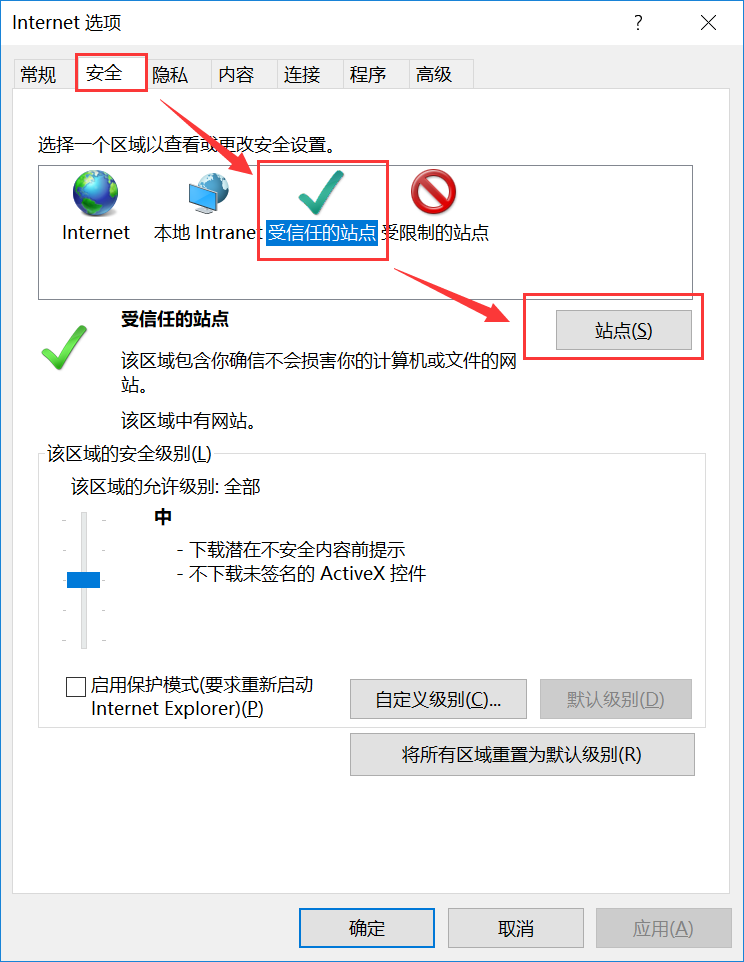 Internet 选项
?
常规 安全 隐私 内容 连接 程序 高级
选择一个区域以查看或更改安全设置。
Internet 本地 Intranet 受信任的站点 受限制的站点
受信任的站点
站点(S)
该区域包含你确信不会损害你的计算机或文件的网
站。
该区域中有网站。
该区域的安全级别(L)
该区域的允许级别: 全部
中
- 下载潜在不安全内容前提示
- 不下载未签名的 ActiveX 控件
启用保护模式(要求重新启动
Internet Explorer)(P)
自定义级别(C)... 默认级别(D)
将所有区域重置为默认级别(R)
确定 取消 应用(A)